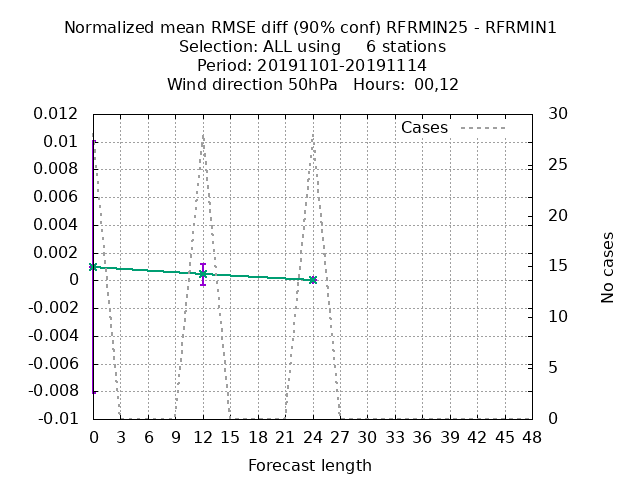 Normalized mean RMSE diff (90% conf) RFRMIN25 - RFRMIN1
Selection: ALL using     6 stations
Period: 20191101-20191114
Wind direction 50hPa   Hours: 00,12
Cases
0.012
0.01
0.008
0.006
0.004
0.002
0
-0.002
-0.004
-0.006
-0.008
-0.01
30
25
20
15
10
5
0
No cases
0 3 6 9 12 15 18 21 24 27 30 33 36 39 42 45 48
Forecast length